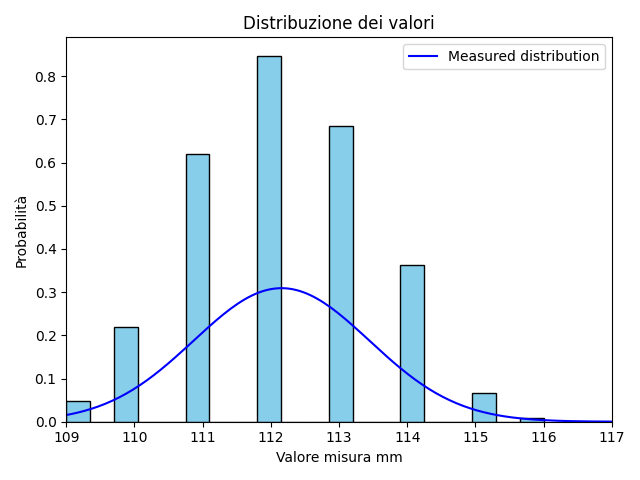 Distribuzione dei valori
Measured distribution
Probabilità
0.8
0.7
0.6
0.5
0.4
0.3
0.2
0.1
0.0
109 110 111 112 113 114 115 116 117
Valore misura mm